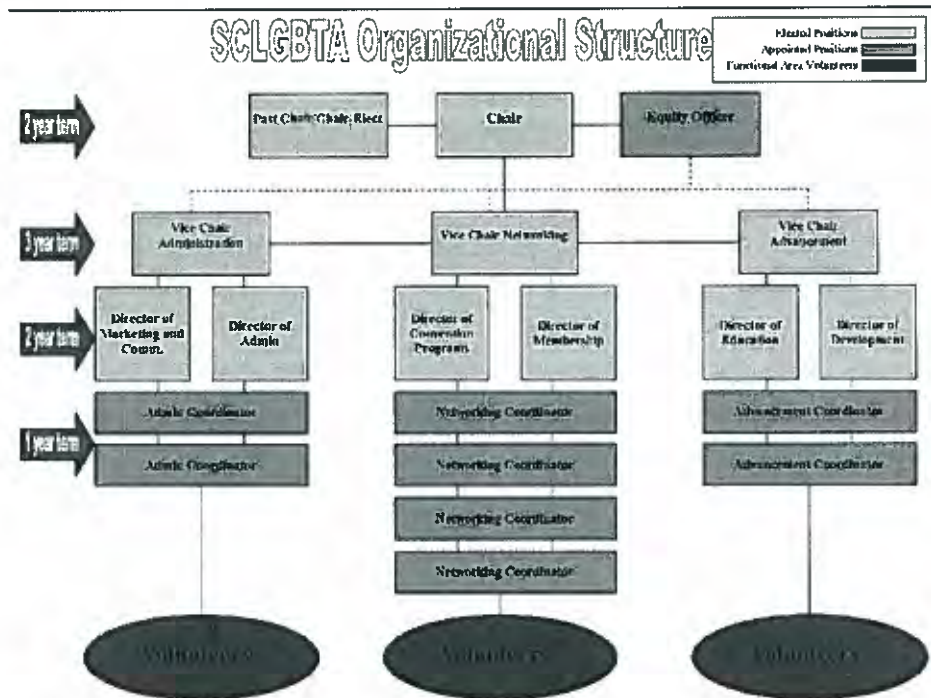 SCLGBTA Organizational Structure
Elected Positions
Appointed Positions
Functional Area Volunteers
2 year term
Past Chair/Chair-Elect
Chair
Equity Officer
3 year term
Vice Chair
Administration
Vice Chair Networking
Vice Chair
Advancement
2 year term
Director of
Marketing and
Comm.
Director of
Admin
Director of
Convention
Programs
Director of
Membership
Director of
Education
Director of
Development
1 year term
Admin Coordinator
Networking Coordinator
Advancement Coordinator
Admin Coordinator
Networking Coordinator
Advancement Coordinator
Networking Coordinator
Networking Coordinator
Volunteers
Volunteers
Volunteers